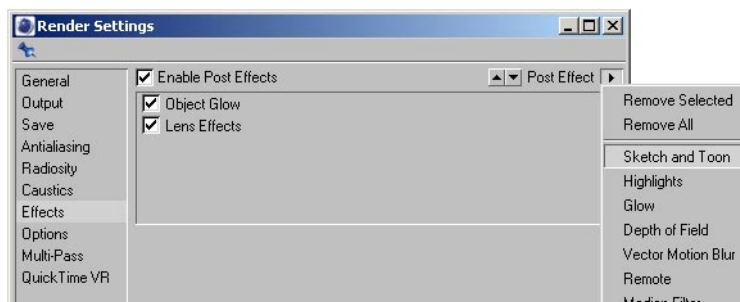 Render Settings
General
Output
Save
Antialiasing
Radiosity
Caustics
Effects
Options
Multi-Pass
QuickTime VR
Enable Post Effects
Post Effect
Object Glow
Lens Effects
Remove Selected
Remove All
Sketch and Toon
Highlights
Glow
Depth of Field
Vector Motion Blur
Remote
Median Filter